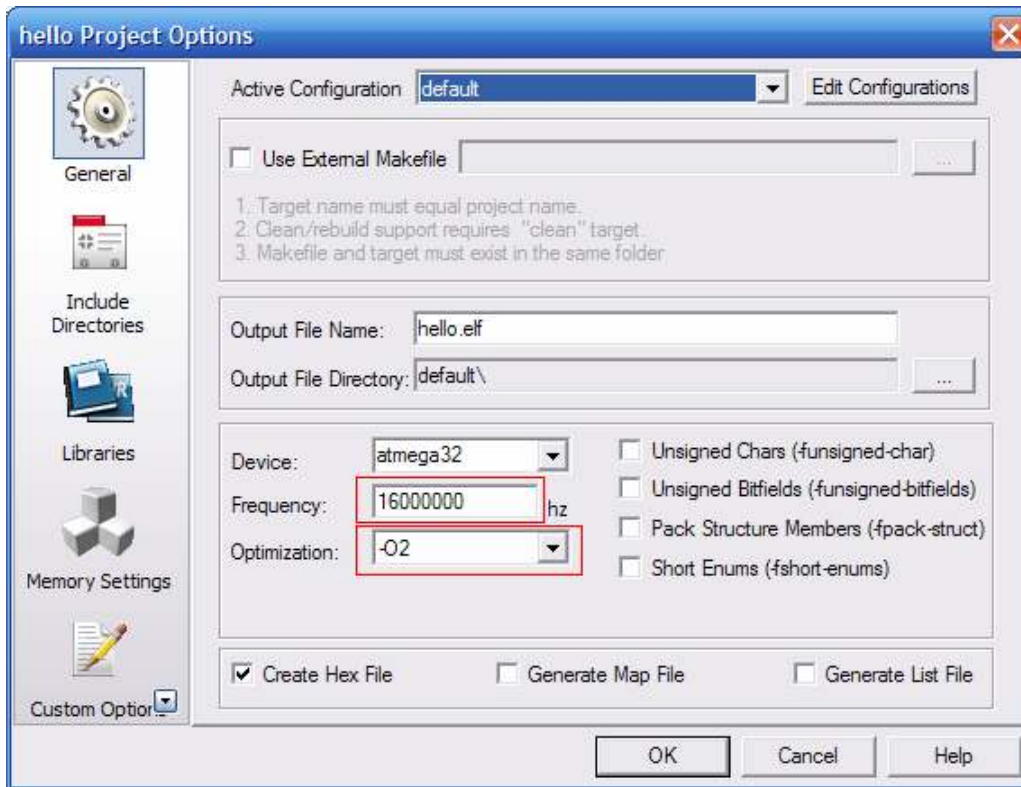 hello Project Options
General
Include
Directories
Libraries
Memory Settings
Custom Option
Active Configuration default Edit Configurations
Use External Makefile ...
1. Target name must equal project name.
2. Clean/rebuild support requires "clean" target.
3. Makefile and target must exist in the same folder
Output File Name: hello.elf
Output File Directory: default\ ...
Device: atmega32
Frequency: 16000000 hz
Optimization: -O2
Unsigned Chars (-funsigned-char)
Unsigned Bitfields (-funsigned-bitfields)
Pack Structure Members (-fpack-struct)
Short Enums (-fshort-enums)
Create Hex File Generate Map File Generate List File
OK Cancel Help